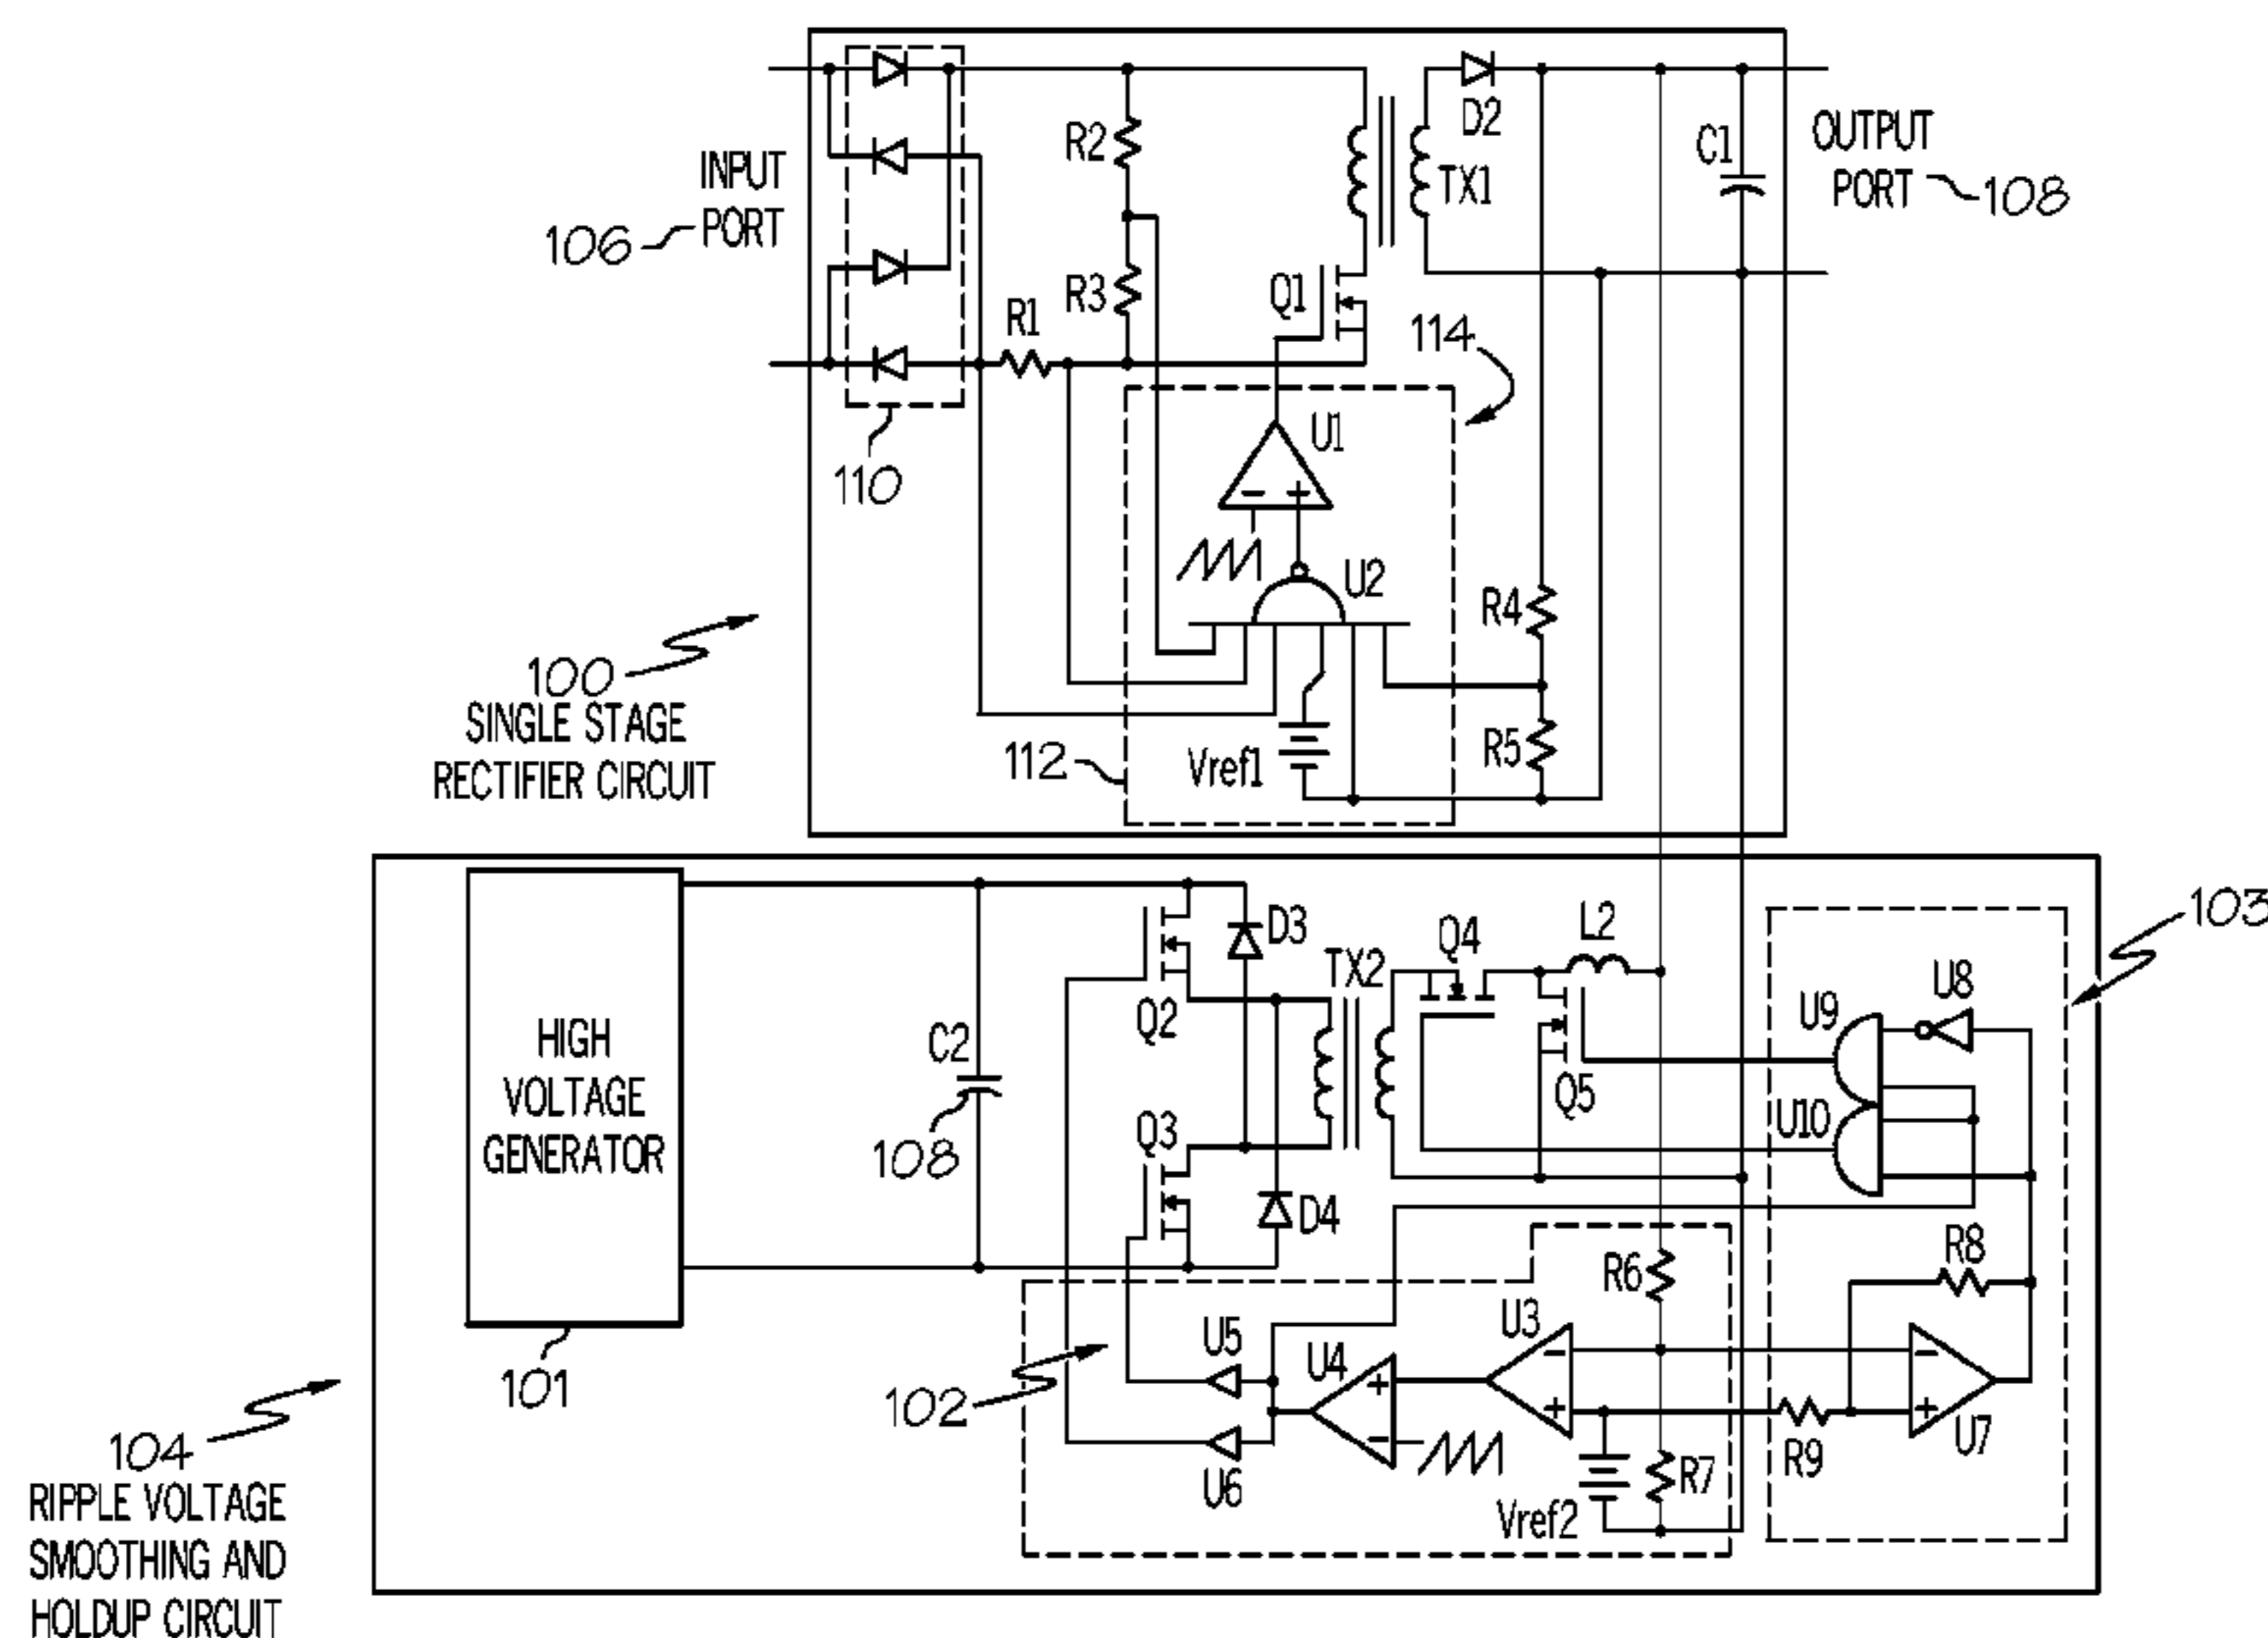 INPUT
PORT
106
110
R2
R3
R1
Q1
TX1
D2
C1
OUTPUT
PORT
108
114
U1
- +
U2
R4
R5
Vref1
112
100
SINGLE STAGE
RECTIFIER CIRCUIT
HIGH
VOLTAGE
GENERATOR
101
C2
108
Q2
D3
Q3
D4
TX2
Q4
L2
Q5
U9
U8
U10
103
R6
R8
U3
-
+
U4
+
-
U5
U6
102
Vref2
R7
R9
-
+
U7
104
RIPPLE VOLTAGE
SMOOTHING AND
HOLDUP CIRCUIT